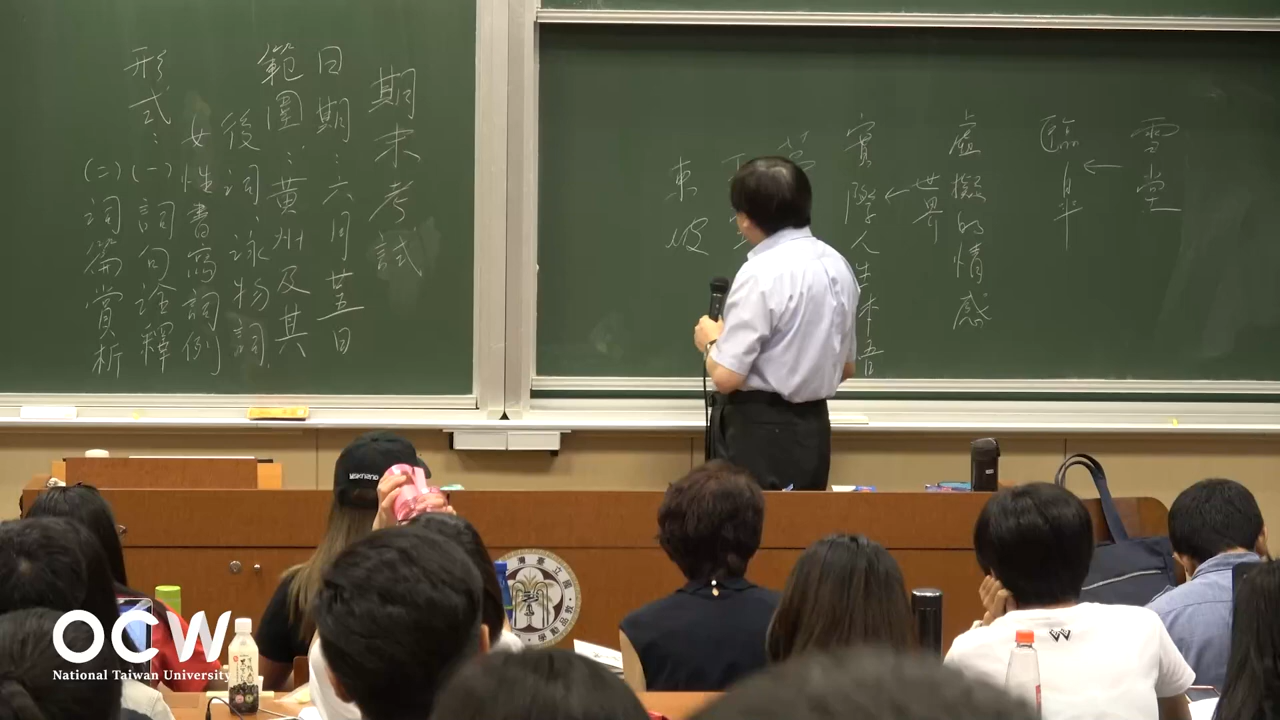 期末考試
日期：六月廿五日
範圍：黃州及其
後詞、詠物詞、
女性書寫詞例
形式：(一)詞句詮釋
(二)詞篇賞析
雪堂
←
臨皋
虛擬的情感
世界
←
實際人生本吾
東坡
OCW
National Taiwan University